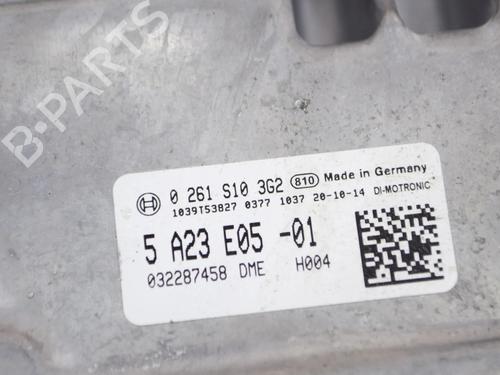 B-PARTS
0 261 S10 3G2 810 Made in Germany
1039T53827 0377 1037 20-10-14 DI-MOTRONIC
5 A23 E05 -01
032287458 DME H004